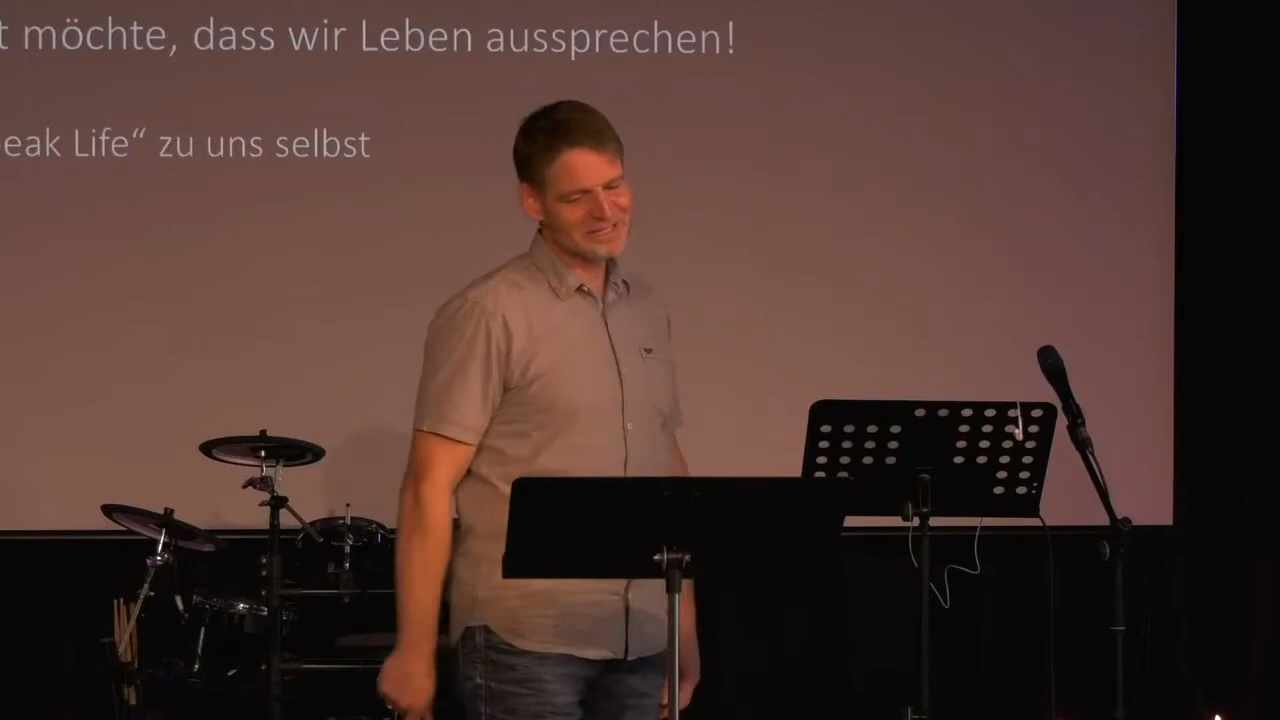 t möchte, dass wir Leben aussprechen!
eak Life“ zu uns selbst